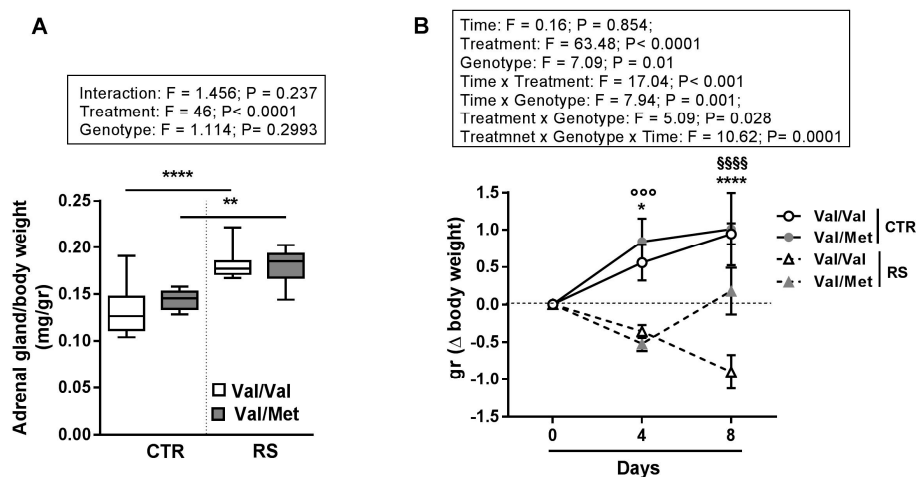 A
Interaction: F = 1.456; P = 0.237
Treatment: F = 46; P< 0.0001
Genotype: F = 1.114; P= 0.2993
****
**
0.25
0.20
0.15
0.10
0.05
0.00
Adrenal gland/body weight
(mg/gr)
Val/Val
Val/Met
CTR RS
B
Time: F = 0.16; P = 0.854;
Treatment: F = 63.48; P< 0.0001
Genotype: F = 7.09; P = 0.01
Time x Treatment: F = 17.04; P< 0.001
Time x Genotype: F = 7.94; P = 0.001;
Treatment x Genotype: F = 5.09; P = 0.028
Treatmnet x Genotype x Time: F = 10.62; P = 0.0001
§§§§
°°° ****
*
1.5
1.0
0.5
0.0
-0.5
-1.0
-1.5
gr (Δ body weight)
0 4 8
Days
Val/Val
Val/Met
CTR
Val/Val
Val/Met
RS